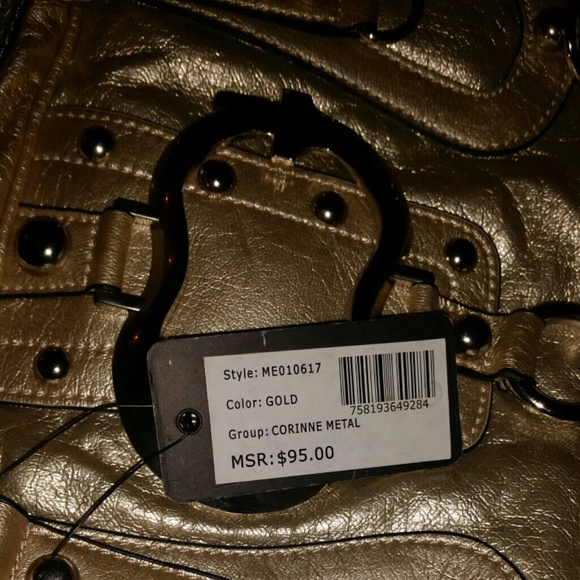 Style: ME010617
Color: GOLD
758193649284
Group: CORINNE METAL
MSR: $95.00